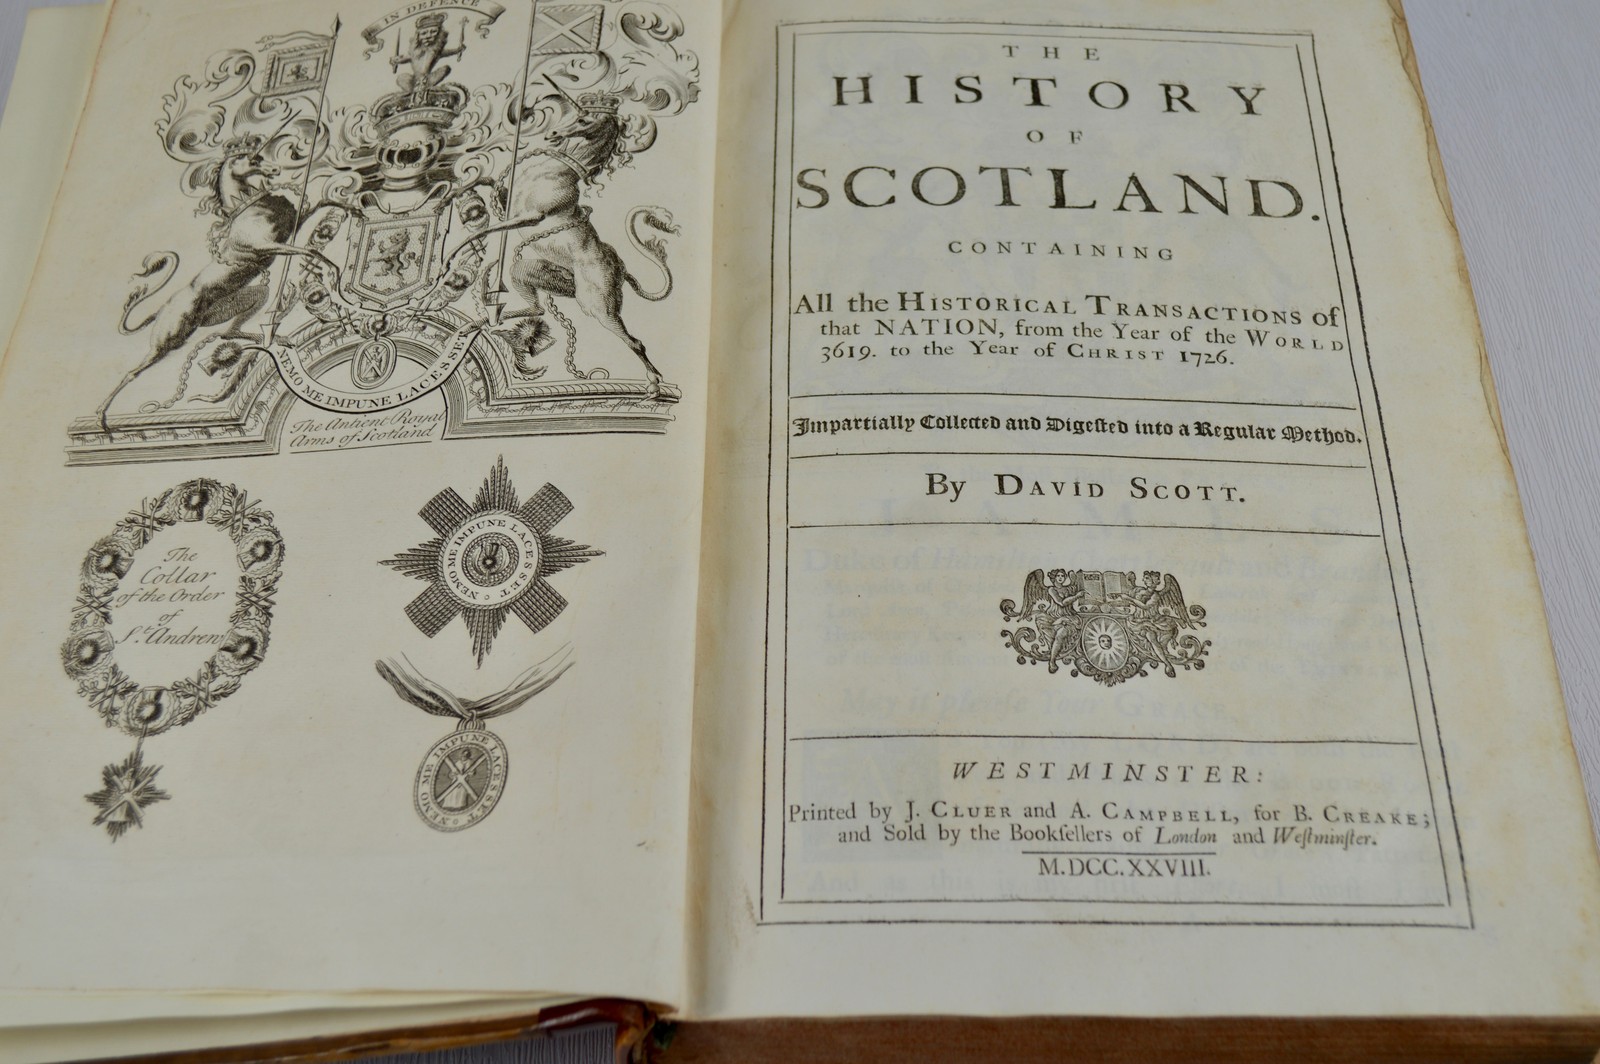 IN DEFENCE
NEMO ME IMPUNE LACESSET
The Antient Royal
Arms of Scotland
The
Collar
of the Order
of
St. Andrew
NEMO ME IMPUNE LACESSET
NEMO ME IMPUNE LACESSET
THE
HISTORY
OF
SCOTLAND.
CONTAINING
All the HISTORICAL TRANSACTIONS of
that NATION, from the Year of the WORLD
3619. to the Year of CHRIST 1726.
Impartially Collected and Digeſted into a Regular Method.
By DAVID SCOTT.
WESTMINSTER:
Printed by J. CLUER and A. CAMPBELL, for B. CREAKE;
and Sold by the Bookſellers of London and Weſtminſter.
M.DCC.XXVIII.